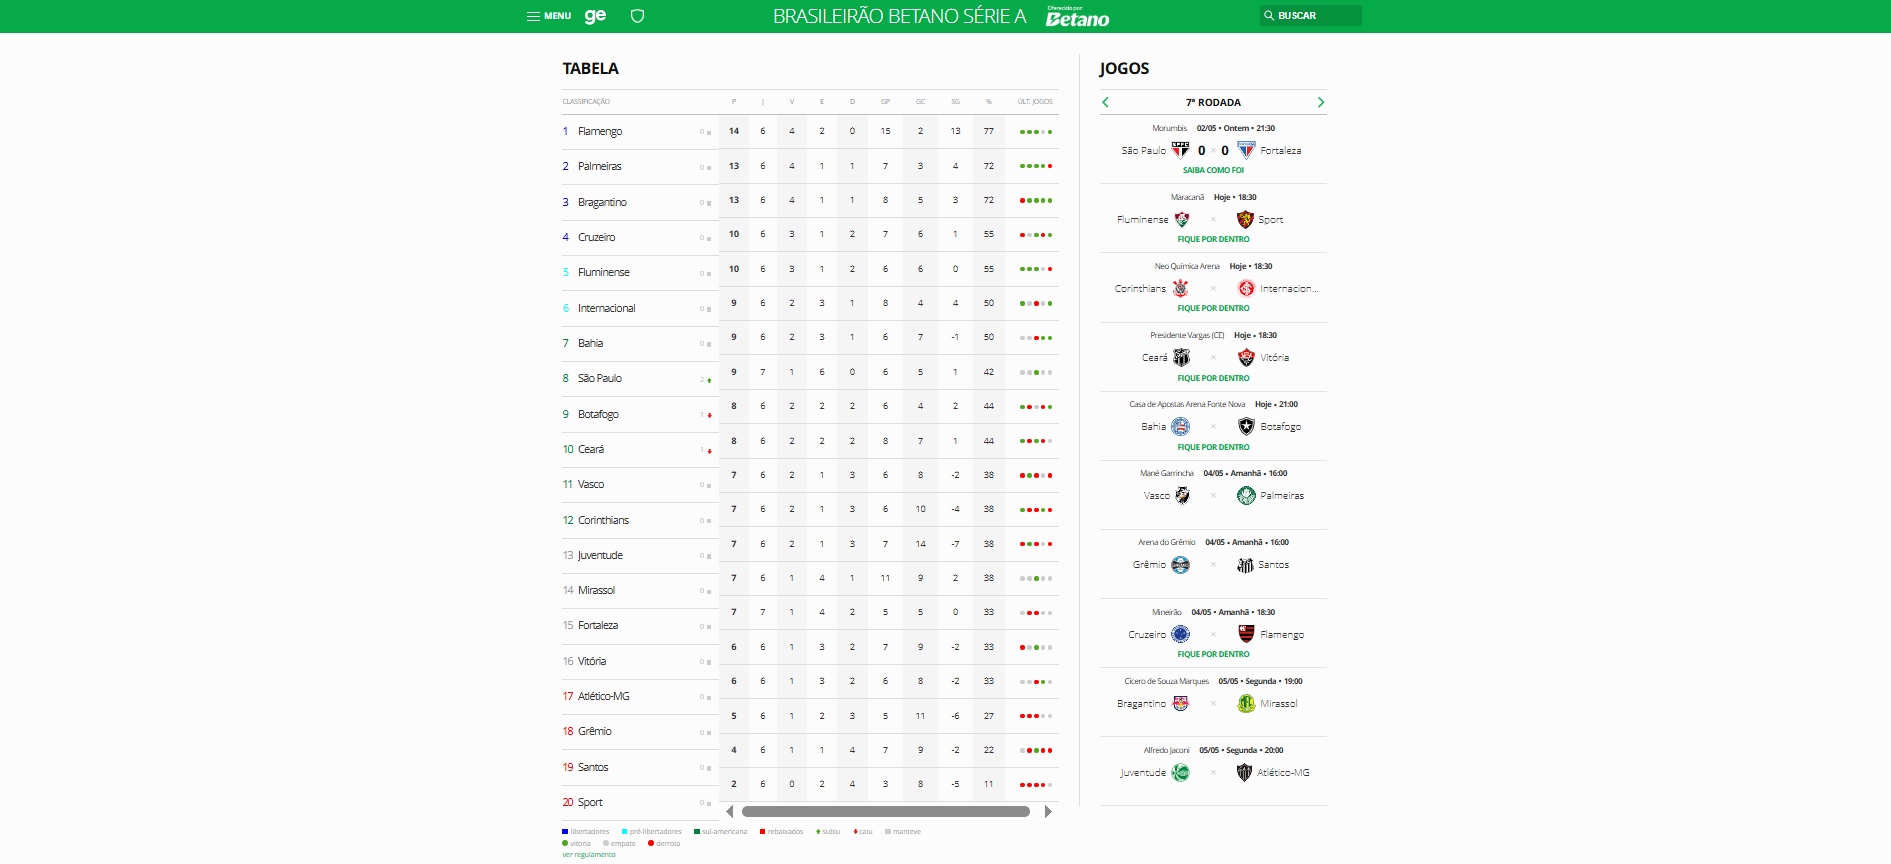 MENU ge BRASILEIRÃO BETANO SÉRIE A Oferecido por: Betano BUSCAR
TABELA
CLASSIFICAÇÃO P J V E D GP GC SG % ÚLT. JOGOS
1 Flamengo 0 14 6 4 2 0 15 2 13 77
2 Palmeiras 0 13 6 4 1 1 7 3 4 72
3 Bragantino 0 13 6 4 1 1 8 5 3 72
4 Cruzeiro 0 10 6 3 1 2 7 6 1 55
5 Fluminense 0 10 6 3 1 2 6 6 0 55
6 Internacional 0 9 6 2 3 1 8 4 4 50
7 Bahia 0 9 6 2 3 1 6 7 -1 50
8 São Paulo 2 9 7 1 6 0 6 5 1 42
9 Botafogo 1 8 6 2 2 2 6 4 2 44
10 Ceará 1 8 6 2 2 2 8 7 1 44
11 Vasco 0 7 6 2 1 3 6 8 -2 38
12 Corinthians 0 7 6 2 1 3 6 10 -4 38
13 Juventude 0 7 6 2 1 3 7 14 -7 38
14 Mirassol 0 7 6 1 4 1 11 9 2 38
15 Fortaleza 0 7 7 1 4 2 5 5 0 33
16 Vitória 0 6 6 1 3 2 7 9 -2 33
17 Atlético-MG 0 6 6 1 3 2 6 8 -2 33
18 Grêmio 0 5 6 1 2 3 5 11 -6 27
19 Santos 0 4 6 1 1 4 7 9 -2 22
20 Sport 0 2 6 0 2 4 3 8 -5 11
libertadores pré-libertadores sul-americana rebaixados subiu caiu manteve
vitoria empate derrota
ver regulamento
JOGOS
7ª RODADA
Morumbis 02/05 • Ontem • 21:30
São Paulo SPFC 0 × 0 Fortaleza
SAIBA COMO FOI
Maracanã Hoje • 18:30
Fluminense × Sport
FIQUE POR DENTRO
Neo Química Arena Hoje • 18:30
Corinthians × Internacion...
FIQUE POR DENTRO
Presidente Vargas (CE) Hoje • 18:30
Ceará × Vitória
FIQUE POR DENTRO
Casa de Apostas Arena Fonte Nova Hoje • 21:00
Bahia × Botafogo
FIQUE POR DENTRO
Mané Garrincha 04/05 • Amanhã • 16:00
Vasco × Palmeiras
Arena do Grêmio 04/05 • Amanhã • 16:00
Grêmio × Santos
Mineirão 04/05 • Amanhã • 18:30
Cruzeiro × Flamengo
FIQUE POR DENTRO
Cícero de Souza Marques 05/05 • Segunda • 19:00
Bragantino × Mirassol
Alfredo Jaconi 05/05 • Segunda • 20:00
Juventude × Atlético-MG